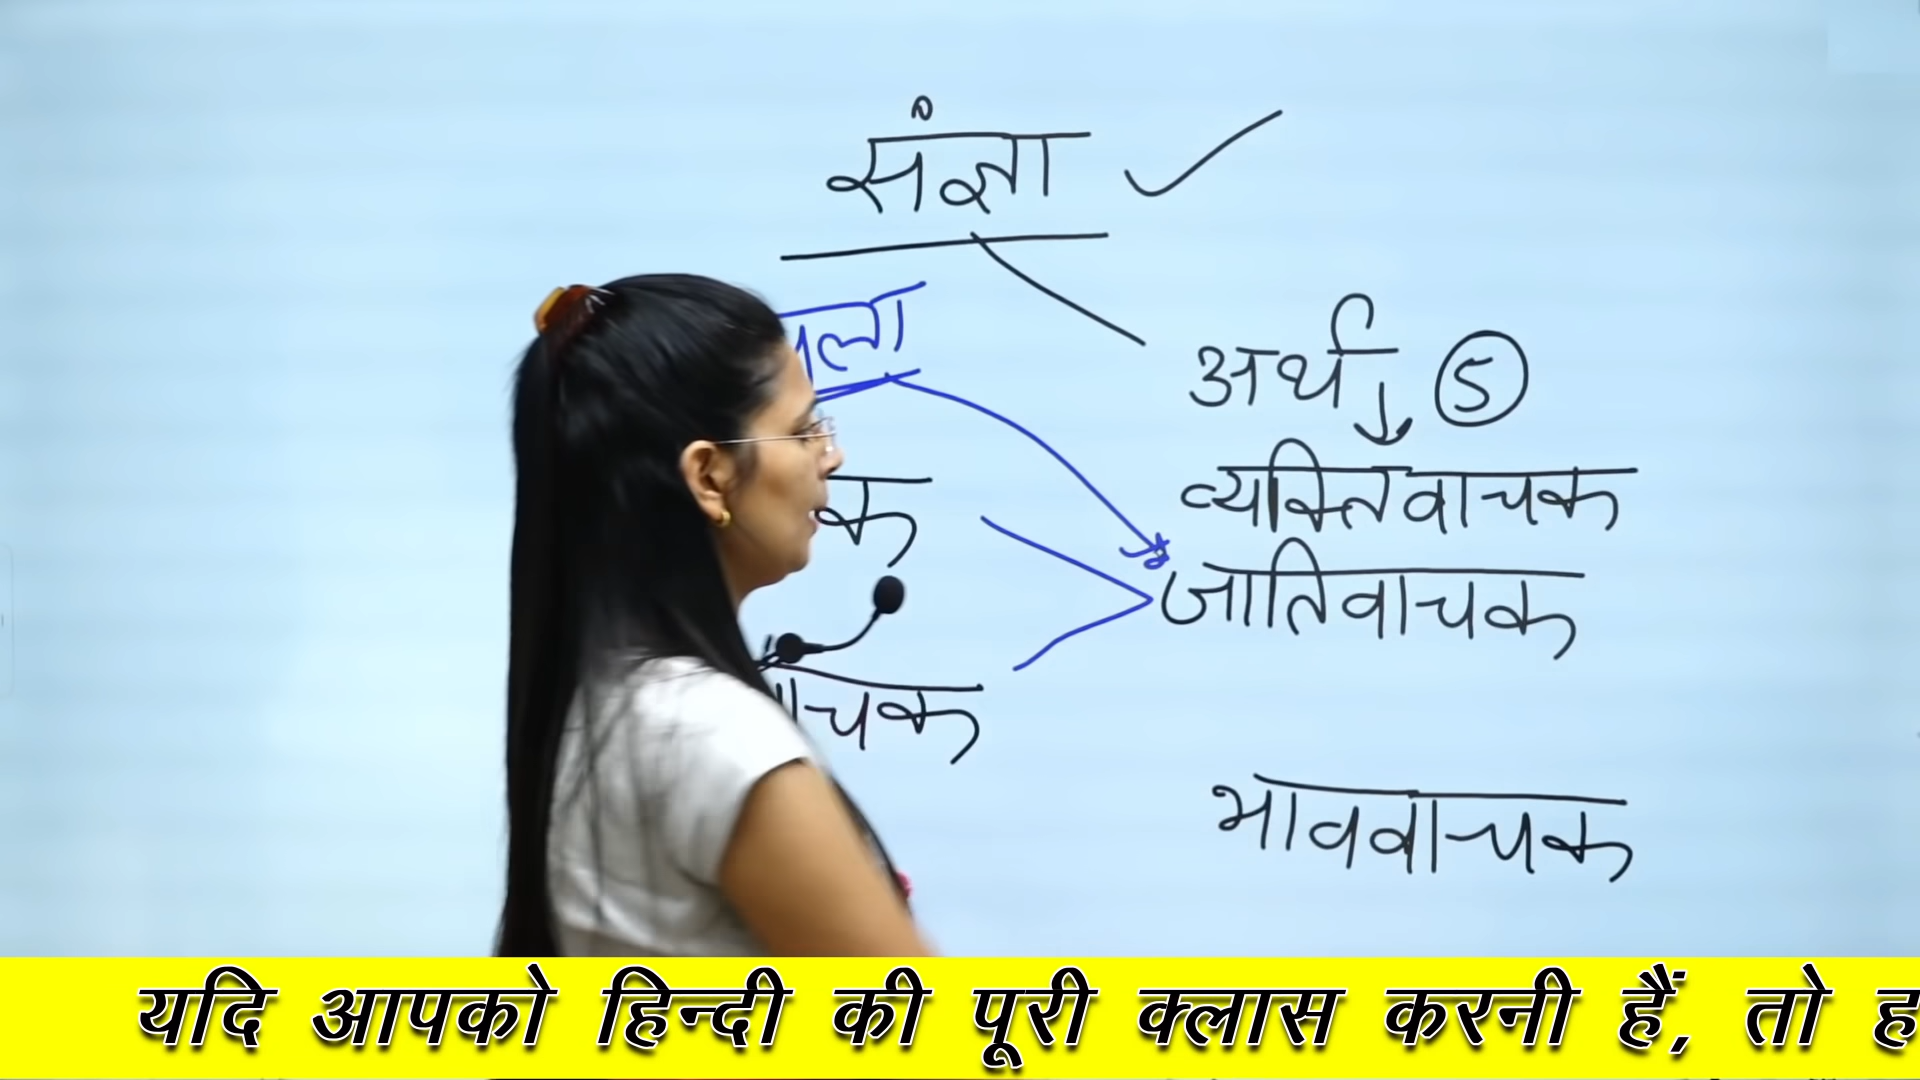 संज्ञा
अर्थ 5
व्यक्तिवाचक
जातिवाचक
भाववाचक
यदि आपको हिन्दी की पूरी क्लास करनी हैं, तो